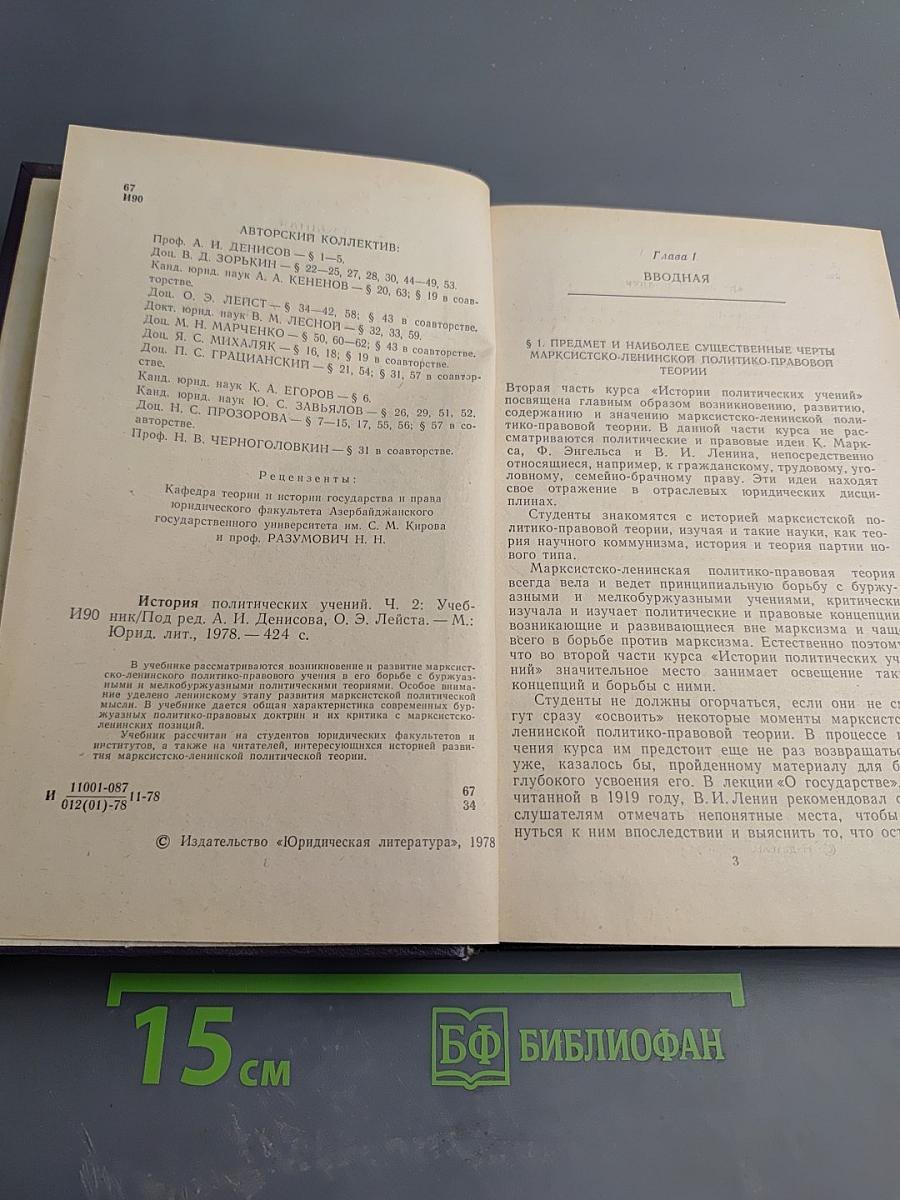 67
И90
АВТОРСКИЙ КОЛЛЕКТИВ:
Проф. А. И. ДЕНИСОВ — § 1—5.
Доц. В. Д. ЗОРЬКИН — § 22—25, 27, 28, 30, 44—49, 53.
Канд. юрид. наук А. А. КЕНЕНОВ — § 20, 63; § 19 в соав-
торстве.
Доц. О. Э. ЛЕЙСТ — § 34—42, 58; § 43 в соавторстве.
Докт. юрид. наук В. М. ЛЕСНОЙ — § 32, 33, 59.
Доц. М. Н. МАРЧЕНКО — § 50, 60—62; § 43 в соавторстве.
Доц. Я. С. МИХАЛЯК — § 16, 18; § 19 в соавторстве.
Доц. П. С. ГРАЦИАНСКИЙ — § 21, 54; § 31, 57 в соавтор-
стве.
Канд. юрид. наук К. А. ЕГОРОВ — § 6.
Канд. юрид. наук Ю. С. ЗАВЬЯЛОВ — § 26, 29, 51, 52.
Доц. Н. С. ПРОЗОРОВА — § 7—15, 17, 55, 56; § 57 в со-
авторстве.
Проф. Н. В. ЧЕРНОГОЛОВКИН — § 31 в соавторстве.
Рецензенты:
Кафедра теории и истории государства и права
юридического факультета Азербайджанского
государственного университета им. С. М. Кирова
и проф. РАЗУМОВИЧ Н. Н.
История политических учений. Ч. 2: Учеб-
И90 ник/Под ред. А. И. Денисова, О. Э. Лейста. — М.:
Юрид. лит., 1978. — 424 с.
В учебнике рассматриваются возникновение и развитие марксист-
ско-ленинского политико-правового учения в его борьбе с буржуаз-
ными и мелкобуржуазными политическими теориями. Особое внима-
ние уделено ленинскому этапу развития марксистской политической
мысли. В учебнике дается общая характеристика современных бур-
жуазных политико-правовых доктрин и их критика с марксистско-
ленинских позиций.
Учебник рассчитан на студентов юридических факультетов и
институтов, а также на читателей, интересующихся историей разви-
тия марксистско-ленинской политической теории.
И 11001-087 11-78 67
012(01)-78 34
© Издательство «Юридическая литература», 1978
Глава I
ВВОДНАЯ
§ 1. ПРЕДМЕТ И НАИБОЛЕЕ СУЩЕСТВЕННЫЕ ЧЕРТЫ
МАРКСИСТСКО-ЛЕНИНСКОЙ ПОЛИТИКО-ПРАВОВОЙ
ТЕОРИИ
Вторая часть курса «Истории политических учений»
посвящена главным образом возникновению, развитию,
содержанию и значению марксистско-ленинской поли-
тико-правовой теории. В данной части курса не рас-
сматриваются политические и правовые идеи К. Марк-
са, Ф. Энгельса и В. И. Ленина, непосредственно
относящиеся, например, к гражданскому, трудовому, уго-
ловному, семейно-брачному праву. Эти идеи находят
свое отражение в отраслевых юридических дисци-
плинах.
Студенты знакомятся с историей марксистской по-
литико-правовой теории, изучая и такие науки, как тео-
рия научного коммунизма, история и теория партии но-
вого типа.
Марксистско-ленинская политико-правовая теория
всегда вела и ведет принципиальную борьбу с буржу-
азными и мелкобуржуазными учениями, критически
изучала и изучает политические и правовые концепции
возникающие и развивающиеся вне марксизма и чаще
всего в борьбе против марксизма. Естественно поэтому
что во второй части курса «Истории политических уче
ний» значительное место занимает освещение так
концепций и борьбы с ними.
Студенты не должны огорчаться, если они не см
гут сразу «освоить» некоторые моменты марксистс
ленинской политико-правовой теории. В процессе и
чения курса им предстоит еще не раз возвращатьс
уже, казалось бы, пройденному материалу для б
глубокого усвоения его. В лекции «О государстве»,
читанной в 1919 году, В. И. Ленин рекомендовал с
слушателям отмечать непонятные места, чтобы
нуться к ним впоследствии и выяснить то, что ост
3
15 см
БФ БИБЛИОФАН